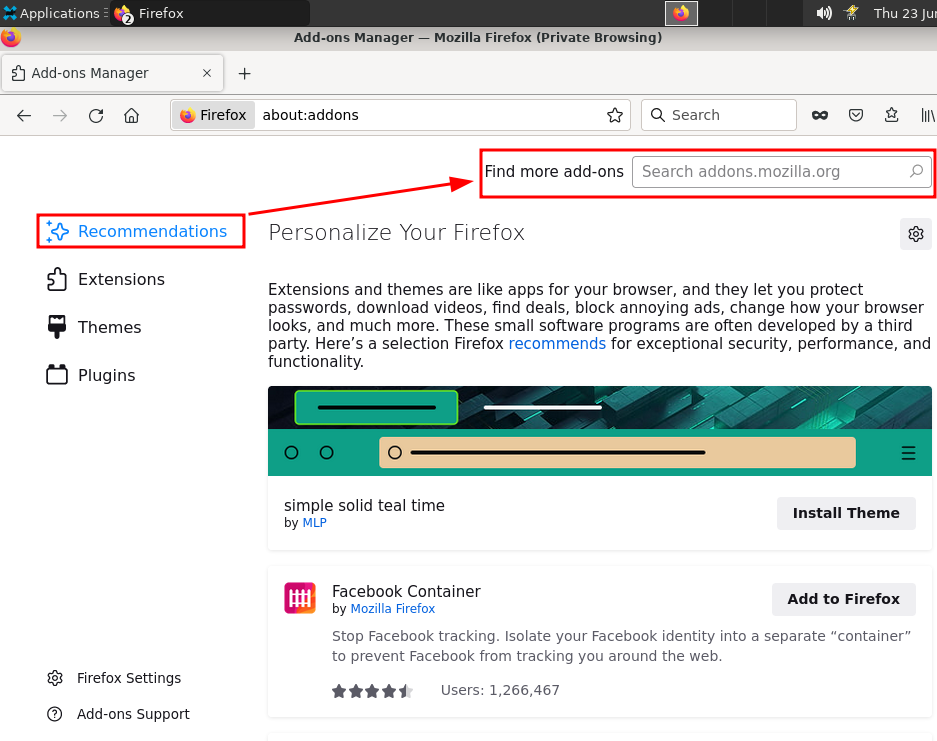 Applications
2 Firefox
Thu 23 Jun
Add-ons Manager — Mozilla Firefox (Private Browsing)
Add-ons Manager
Firefox about:addons
Search
Find more add-ons
Search addons.mozilla.org
Recommendations
Extensions
Themes
Plugins
Firefox Settings
Add-ons Support
Personalize Your Firefox
Extensions and themes are like apps for your browser, and they let you protect
passwords, download videos, find deals, block annoying ads, change how your browser
looks, and much more. These small software programs are often developed by a third
party. Here’s a selection Firefox recommends for exceptional security, performance, and
functionality.
simple solid teal time
by MLP
Install Theme
Facebook Container
by Mozilla Firefox
Add to Firefox
Stop Facebook tracking. Isolate your Facebook identity into a separate “container”
to prevent Facebook from tracking you around the web.
Users: 1,266,467